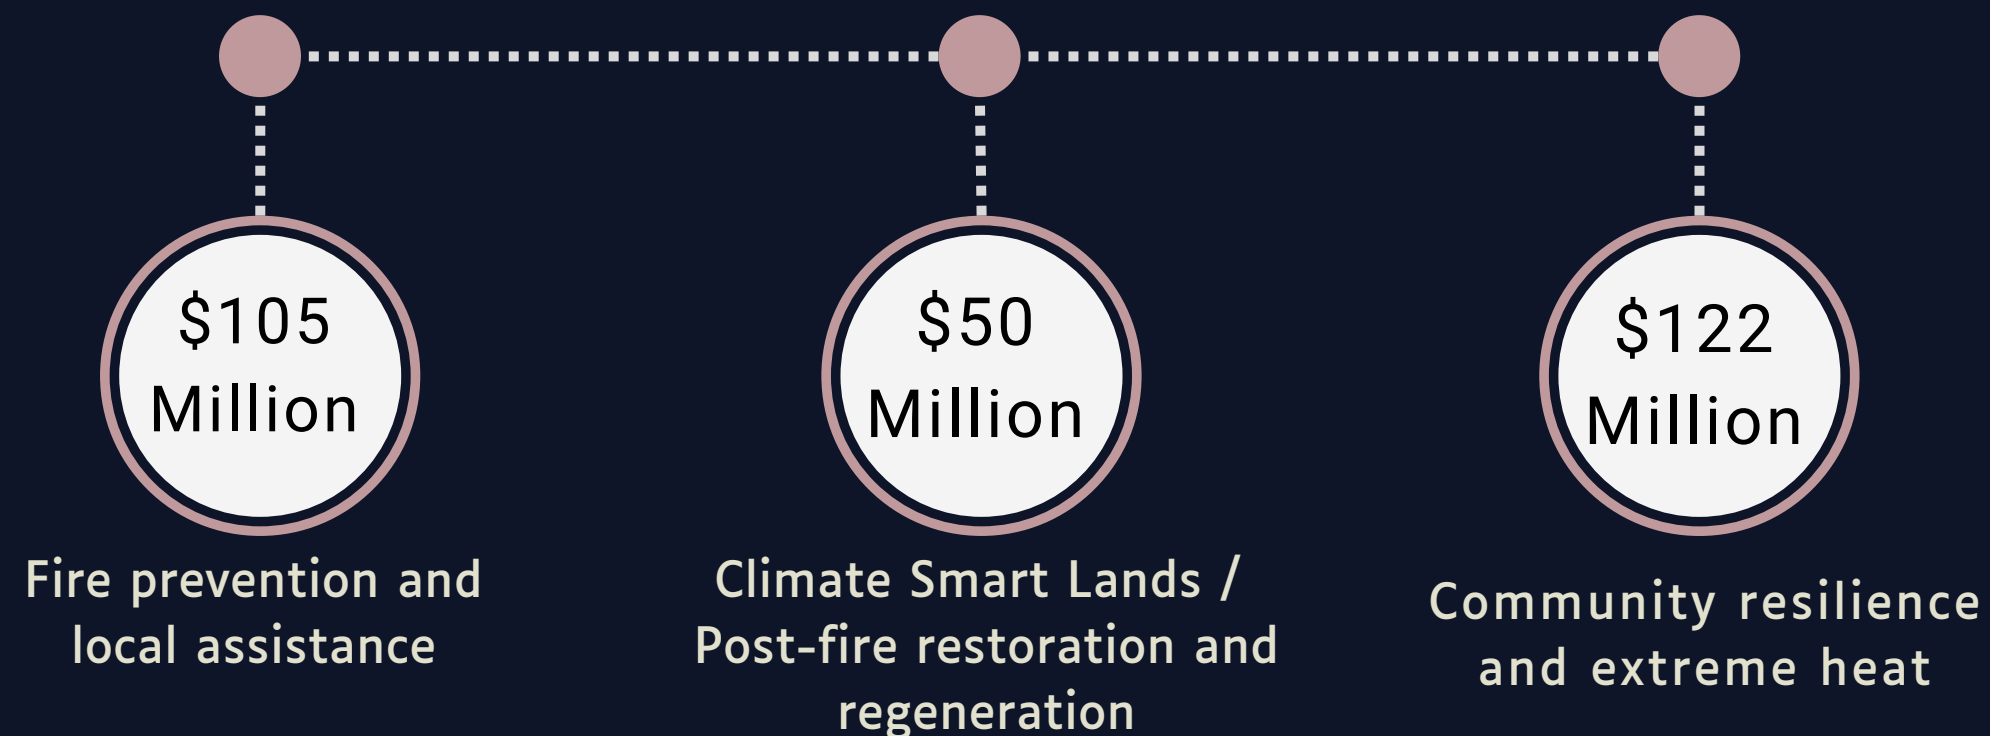 $105
Million
Fire prevention and
local assistance
$50
Million
Climate Smart Lands /
Post-fire restoration and
regeneration
$122
Million
Community resilience
and extreme heat